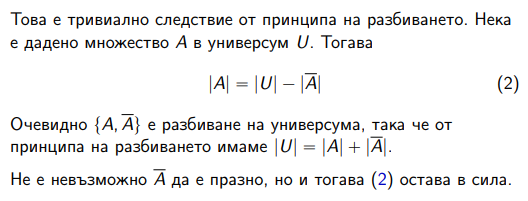 Това е тривиално следствие от принципа на разбиването. Нека
е дадено множество A в универсум U. Тогава
|A| = |U| − |A̅| (2)
Очевидно {A, A̅} е разбиване на универсума, така че от
принципа на разбиването имаме |U| = |A| + |A̅|.
Не е невъзможно A̅ да е празно, но и тогава (2) остава в сила.